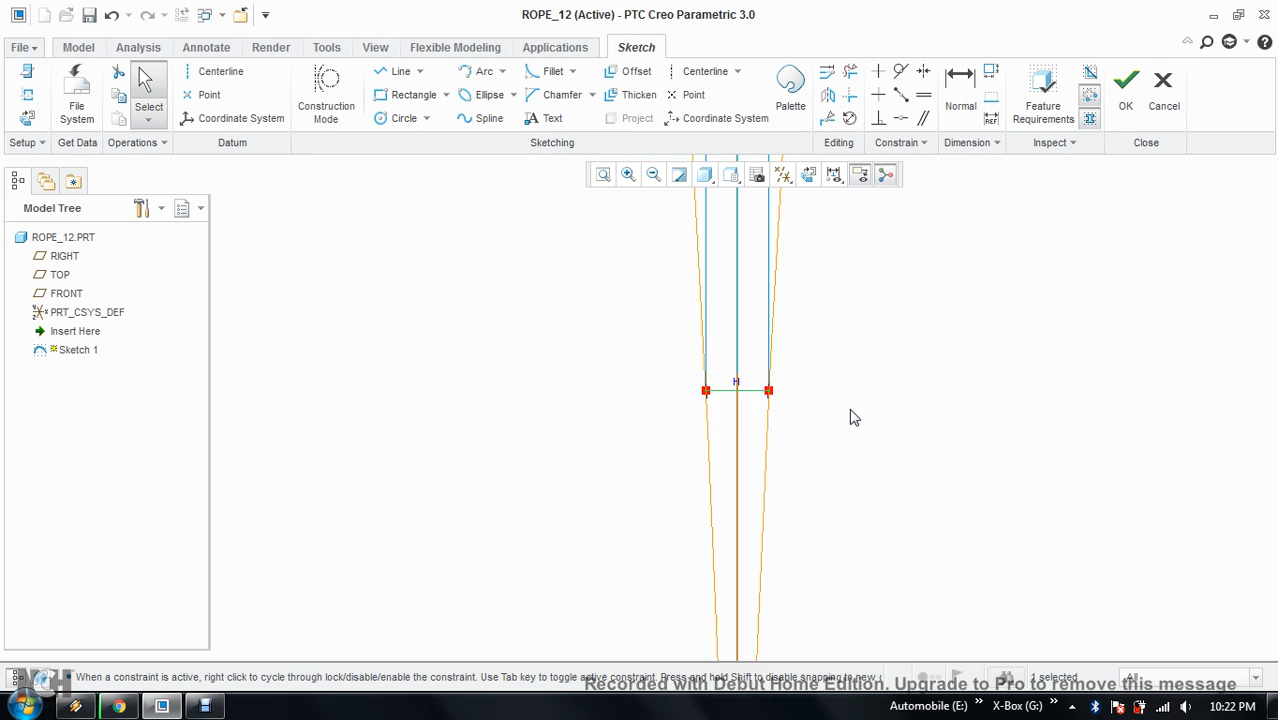 ROPE_12 (Active) - PTC Creo Parametric 3.0
File Model Analysis Annotate Render Tools View Flexible Modeling Applications Sketch
Centerline Line Arc Fillet Offset Centerline
Point Rectangle Ellipse Chamfer Thicken Point
Coordinate System Circle Spline Text Project Coordinate System
File System
Select
Construction Mode
Palette
Normal
Feature Requirements
OK
Cancel
Setup Get Data Operations Datum Sketching Editing Constrain Dimension Inspect Close
Model Tree
ROPE_12.PRT
RIGHT
TOP
FRONT
PRT_CSYS_DEF
Insert Here
Sketch 1
H
When a constraint is active, right click to cycle through lock/disable/enable the constraint. Use Tab key to toggle active constraint. Press and hold Shift to disable snapping to new
1 selected
NCH
Recorded with Debut Home Edition. Upgrade to Pro to remove this message
Automobile (E:) » X-Box (G:) » 10:22 PM